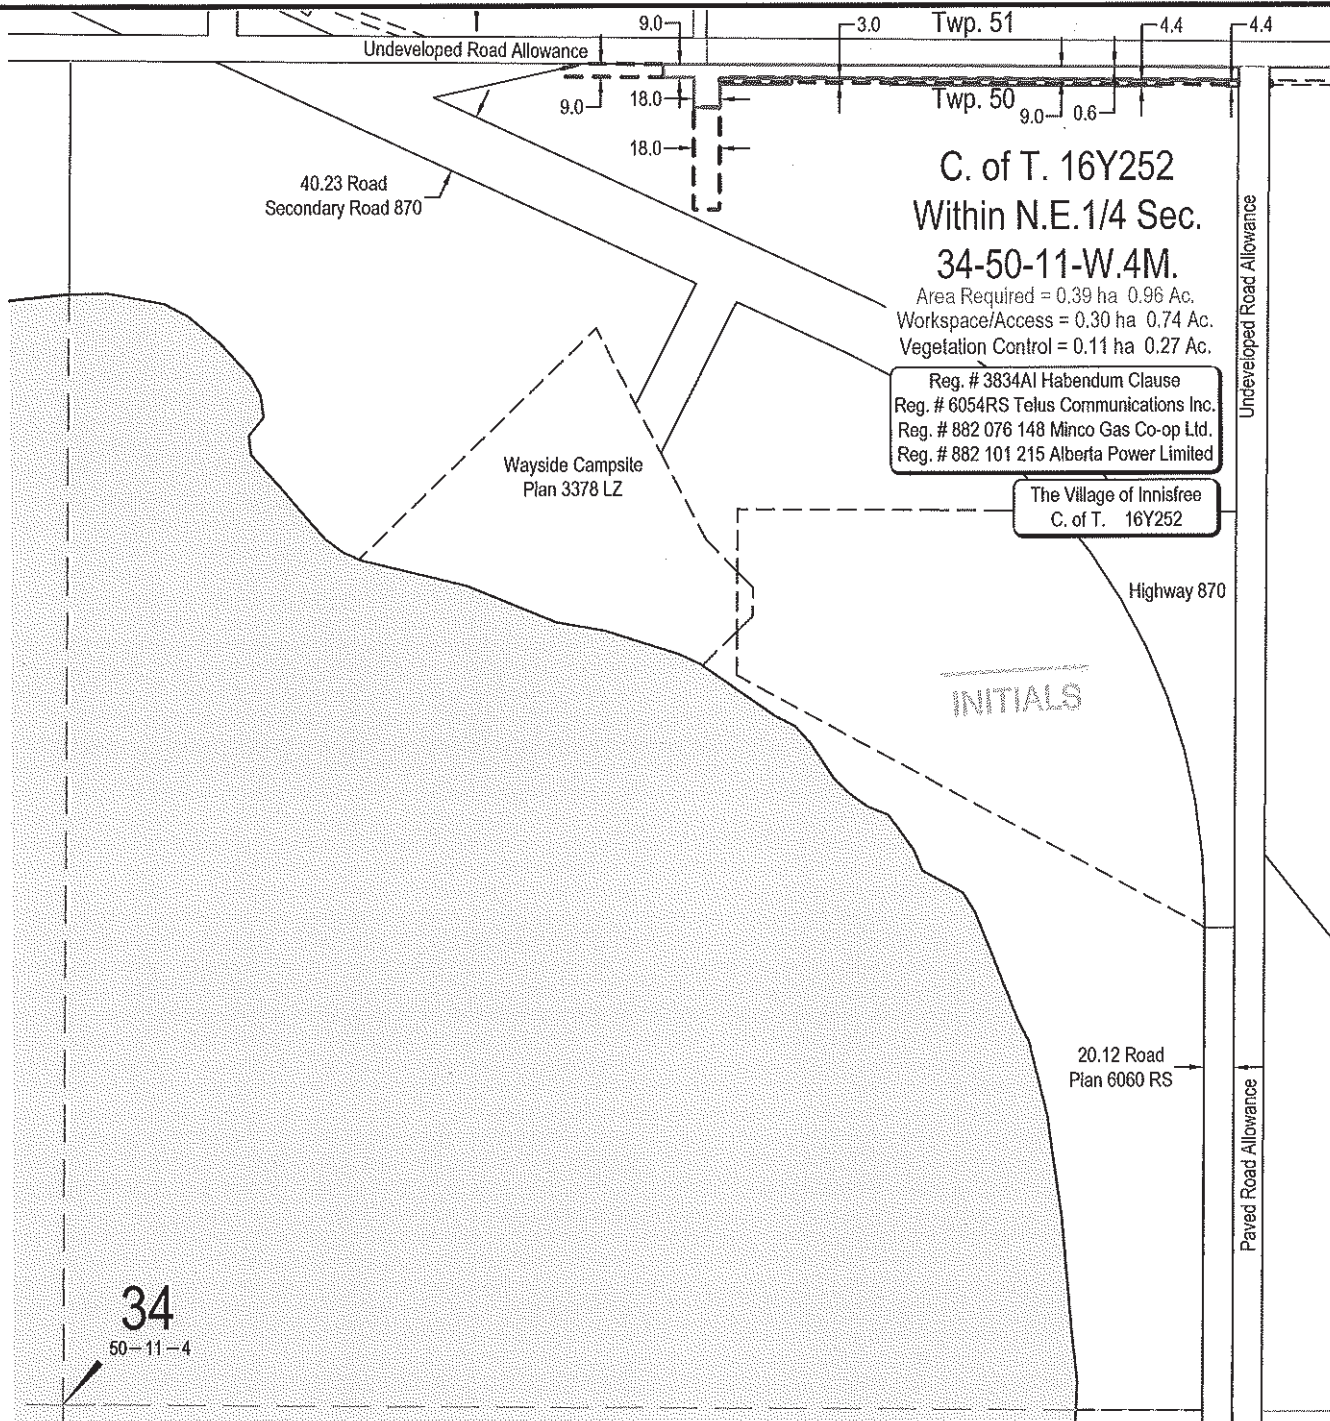 9.0
3.0
Twp. 51
4.4
4.4
Undeveloped Road Allowance
9.0
18.0
Twp. 50
9.0
0.6
18.0
C. of T. 16Y252
Within N.E.1/4 Sec.
34-50-11-W.4M.
Area Required = 0.39 ha 0.96 Ac.
Workspace/Access = 0.30 ha 0.74 Ac.
Vegetation Control = 0.11 ha 0.27 Ac.
40.23 Road
Secondary Road 870
Undeveloped Road Allowance
Reg. # 3834AI Habendum Clause
Reg. # 6054RS Telus Communications Inc.
Reg. # 882 076 148 Minco Gas Co-op Ltd.
Reg. # 882 101 215 Alberta Power Limited
Wayside Campsite
Plan 3378 LZ
The Village of Innisfree
C. of T. 16Y252
Highway 870
INITIALS
20.12 Road
Plan 6060 RS
Paved Road Allowance
34
50-11-4